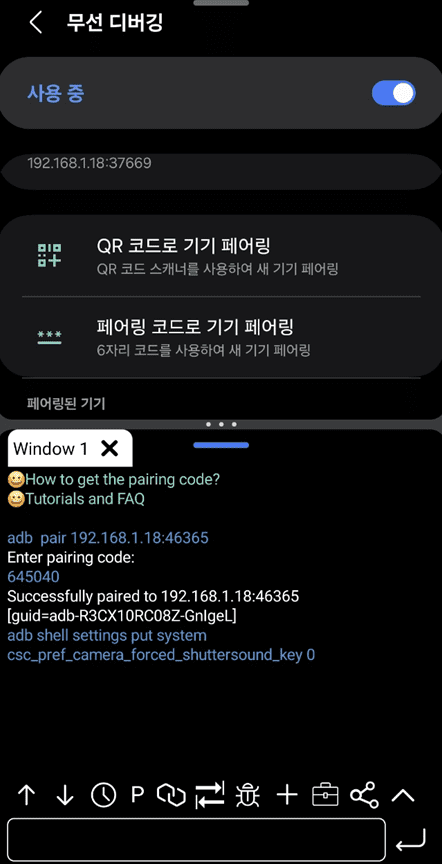 무선 디버깅
사용 중
192.168.1.18:37669
QR 코드로 기기 페어링
QR 코드 스캐너를 사용하여 새 기기 페어링
페어링 코드로 기기 페어링
6자리 코드를 사용하여 새 기기 페어링
페어링된 기기
Window 1
😀How to get the pairing code?
😀Tutorials and FAQ
adb  pair 192.168.1.18:46365
Enter pairing code:
645040
Successfully paired to 192.168.1.18:46365
[guid=adb-R3CX10RC08Z-GnIgeL]
adb shell settings put system
csc_pref_camera_forced_shuttersound_key 0
P